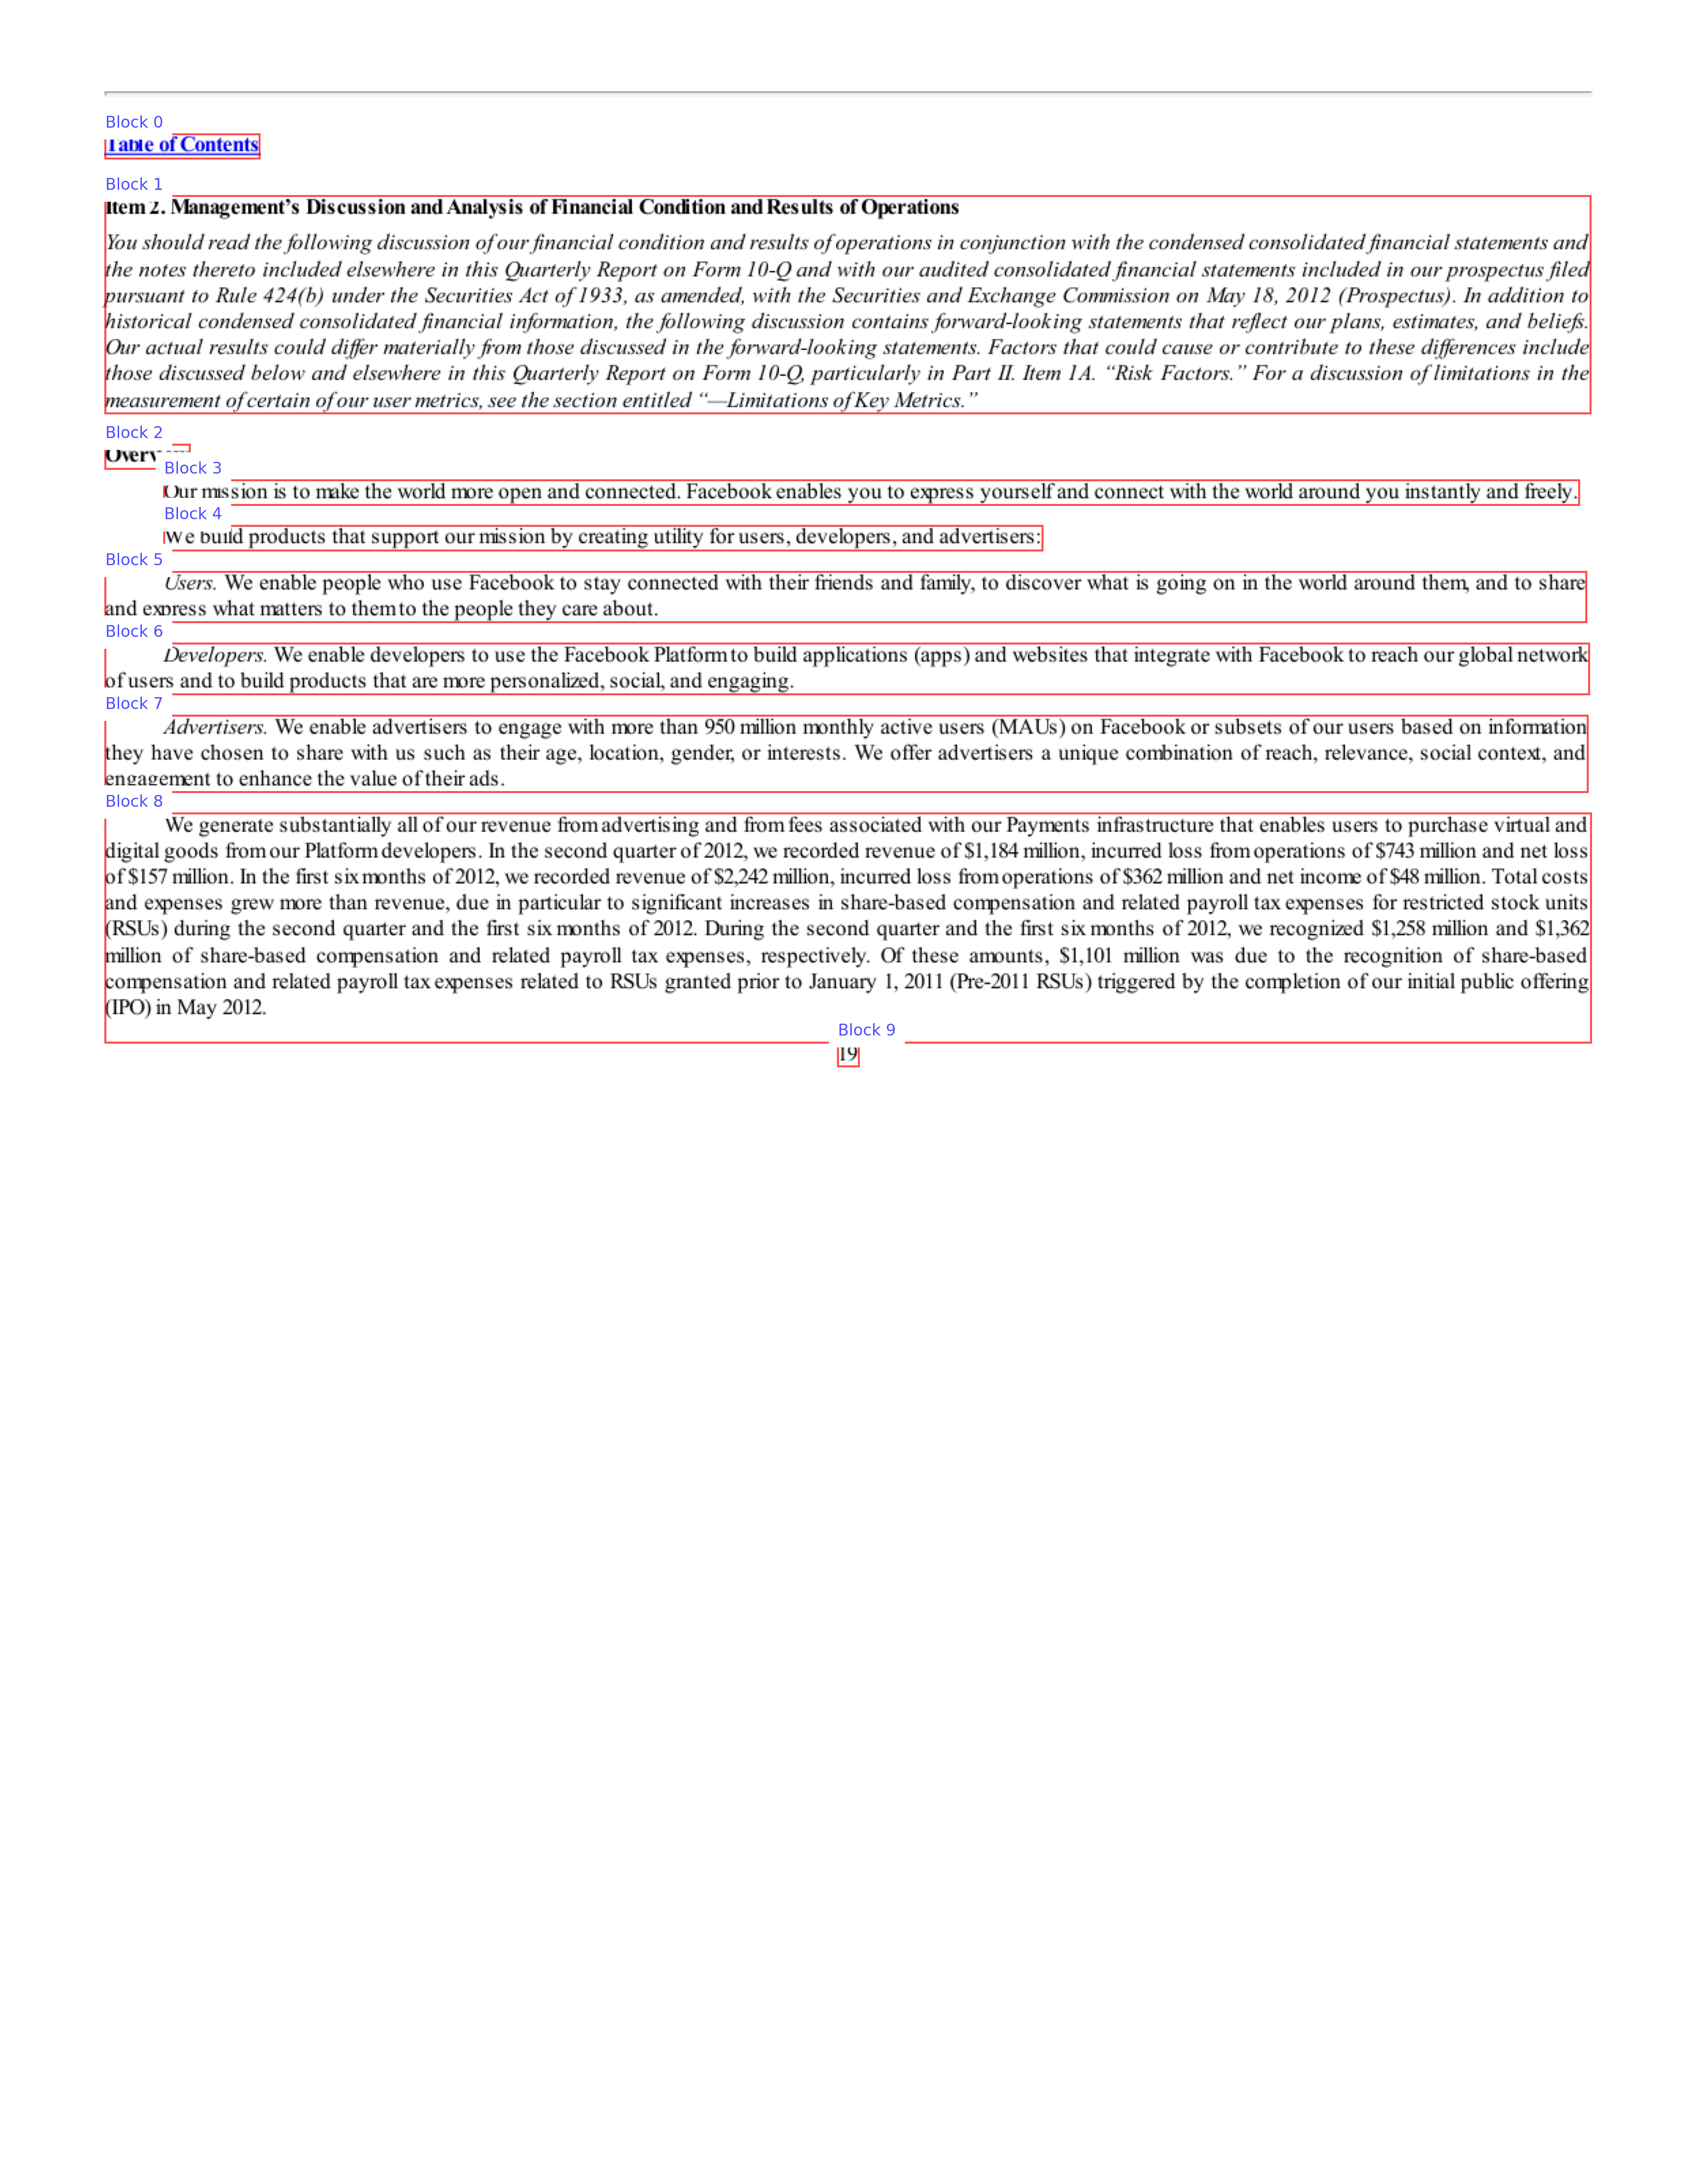 Block 0
Table of Contents
Block 1
Item 2. Management’s Discussion and Analysis of Financial Condition and Results of Operations
You should read the following discussion of our financial condition and results of operations in conjunction with the condensed consolidated financial statements and
the notes thereto included elsewhere in this Quarterly Report on Form 10-Q and with our audited consolidated financial statements included in our prospectus filed
pursuant to Rule 424(b) under the Securities Act of 1933, as amended, with the Securities and Exchange Commission on May 18, 2012 (Prospectus). In addition to
historical condensed consolidated financial information, the following discussion contains forward-looking statements that reflect our plans, estimates, and beliefs.
Our actual results could differ materially from those discussed in the forward-looking statements. Factors that could cause or contribute to these differences include
those discussed below and elsewhere in this Quarterly Report on Form 10-Q, particularly in Part II. Item 1A. “Risk Factors.” For a discussion of limitations in the
measurement of certain of our user metrics, see the section entitled “—Limitations of Key Metrics.”
Block 2
Overview
Block 3
Our mission is to make the world more open and connected. Facebook enables you to express yourself and connect with the world around you instantly and freely.
Block 4
We build products that support our mission by creating utility for users, developers, and advertisers:
Block 5
Users. We enable people who use Facebook to stay connected with their friends and family, to discover what is going on in the world around them, and to share
and express what matters to them to the people they care about.
Block 6
Developers. We enable developers to use the Facebook Platform to build applications (apps) and websites that integrate with Facebook to reach our global network
of users and to build products that are more personalized, social, and engaging.
Block 7
Advertisers. We enable advertisers to engage with more than 950 million monthly active users (MAUs) on Facebook or subsets of our users based on information
they have chosen to share with us such as their age, location, gender, or interests. We offer advertisers a unique combination of reach, relevance, social context, and
engagement to enhance the value of their ads.
Block 8
We generate substantially all of our revenue from advertising and from fees associated with our Payments infrastructure that enables users to purchase virtual and
digital goods from our Platform developers. In the second quarter of 2012, we recorded revenue of $1,184 million, incurred loss from operations of $743 million and net loss
of $157 million. In the first six months of 2012, we recorded revenue of $2,242 million, incurred loss from operations of $362 million and net income of $48 million. Total costs
and expenses grew more than revenue, due in particular to significant increases in share-based compensation and related payroll tax expenses for restricted stock units
(RSUs) during the second quarter and the first six months of 2012. During the second quarter and the first six months of 2012, we recognized $1,258 million and $1,362
million of share-based compensation and related payroll tax expenses, respectively. Of these amounts, $1,101 million was due to the recognition of share-based
compensation and related payroll tax expenses related to RSUs granted prior to January 1, 2011 (Pre-2011 RSUs) triggered by the completion of our initial public offering
(IPO) in May 2012.
Block 9
19